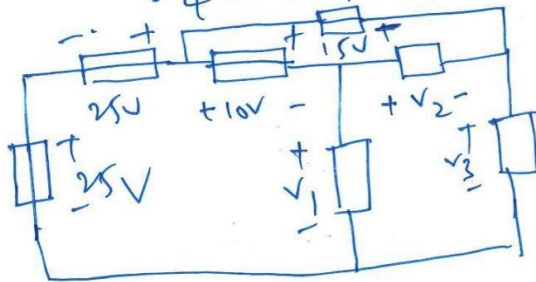 - + + 15V +
25V + 10V - + V2 -
+ 25V -
+ V1 -
+ V3 -